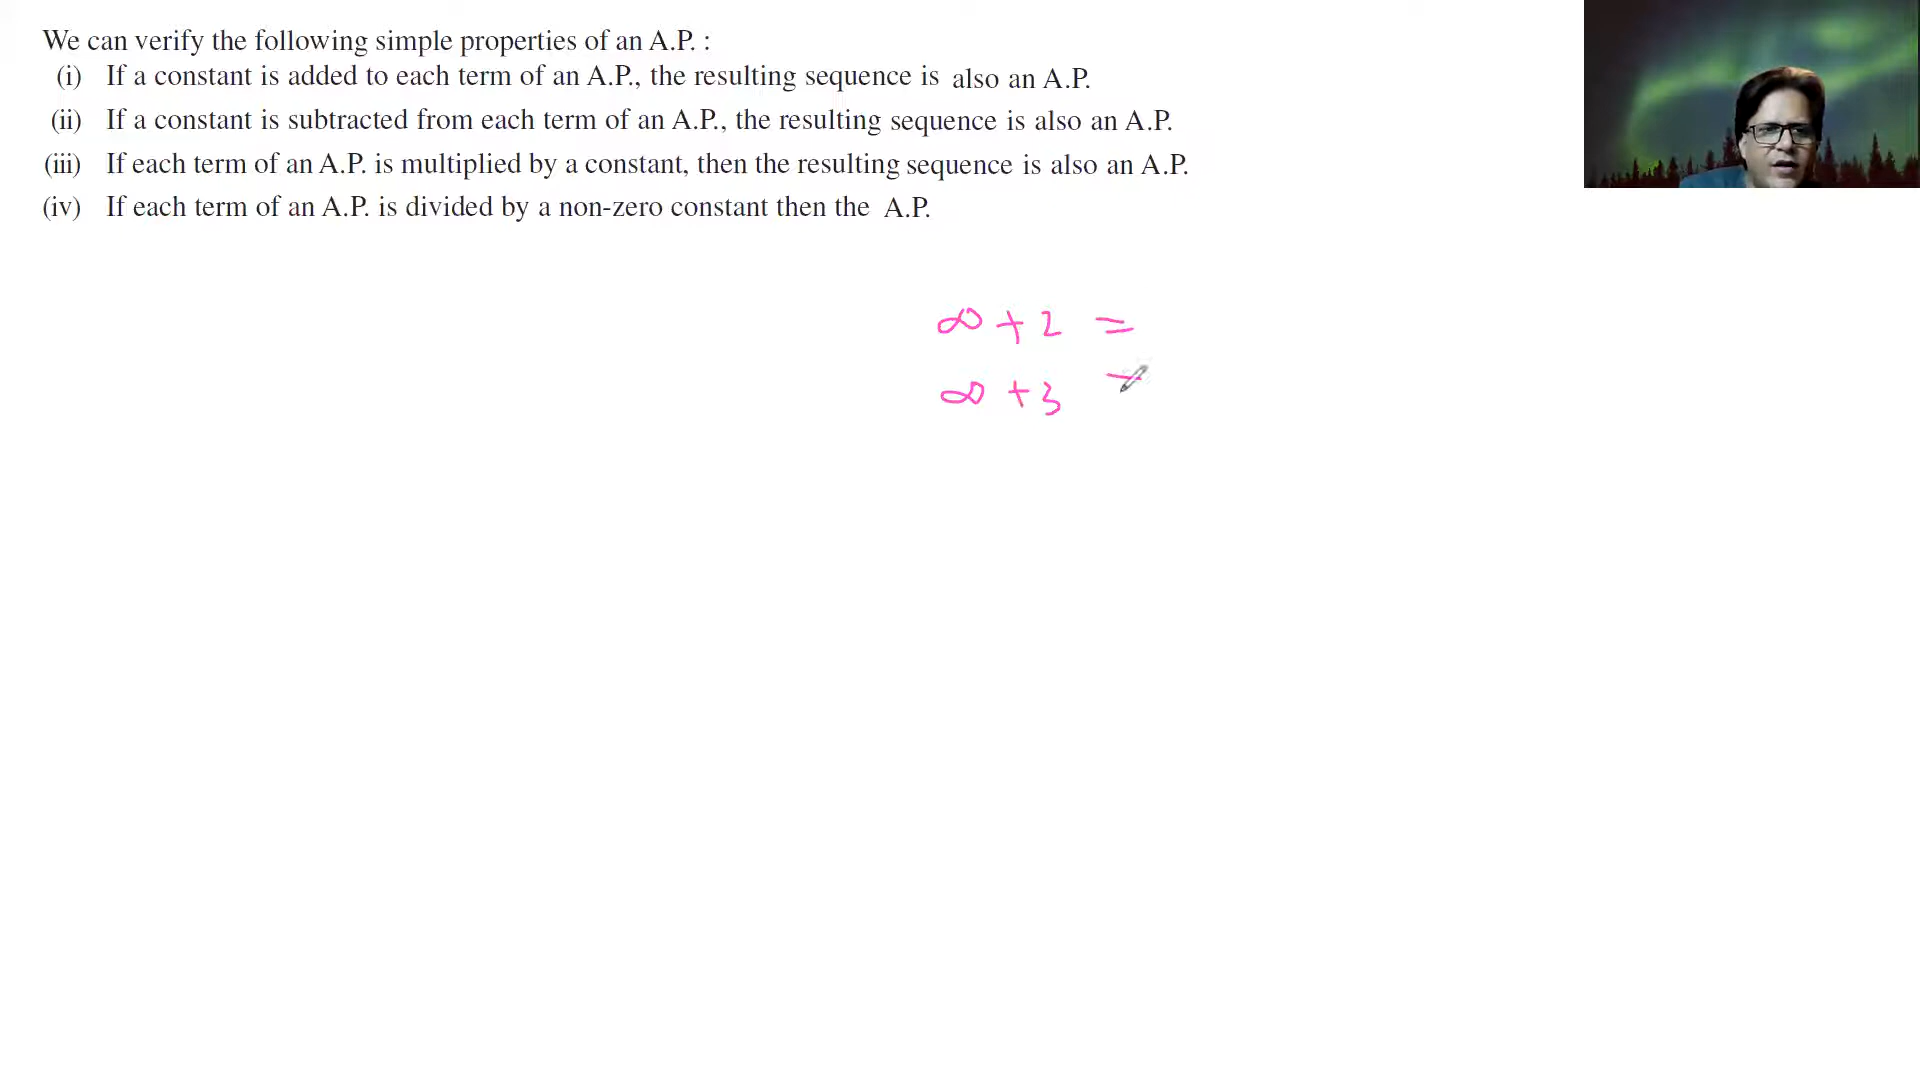 We can verify the following simple properties of an A.P. :
(i) If a constant is added to each term of an A.P., the resulting sequence is also an A.P.
(ii) If a constant is subtracted from each term of an A.P., the resulting sequence is also an A.P.
(iii) If each term of an A.P. is multiplied by a constant, then the resulting sequence is also an A.P.
(iv) If each term of an A.P. is divided by a non-zero constant then the A.P.
∞ + 2 =
∞ + 3